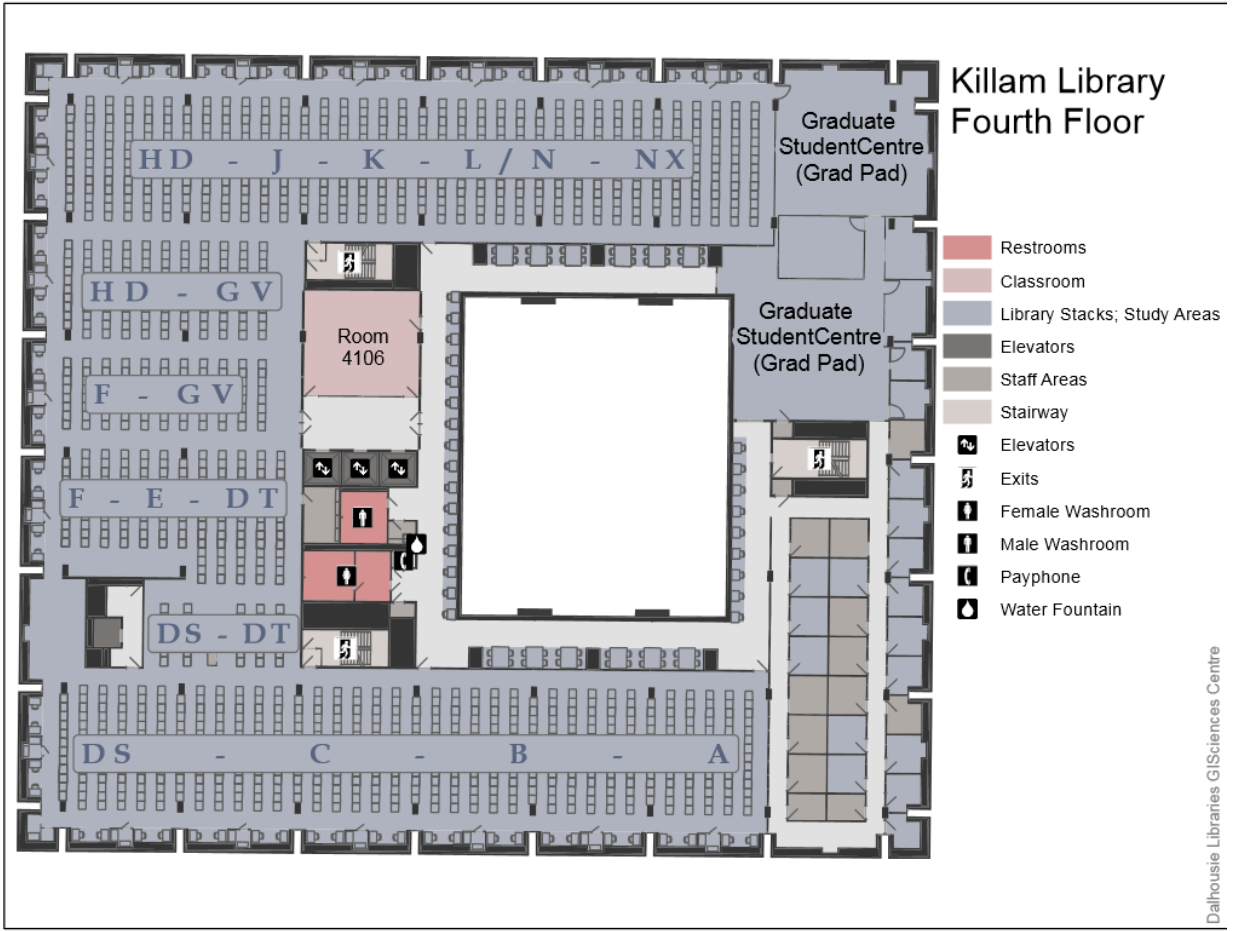 Killam Library
Fourth Floor
Graduate
StudentCentre
(Grad Pad)
HD - J - K - L / N - NX
HD - GV
Room
4106
Graduate
StudentCentre
(Grad Pad)
F - GV
F - E - DT
DS - DT
DS - C - B - A
Restrooms
Classroom
Library Stacks; Study Areas
Elevators
Staff Areas
Stairway
Elevators
Exits
Female Washroom
Male Washroom
Payphone
Water Fountain
Dalhousie Libraries GISciences Centre